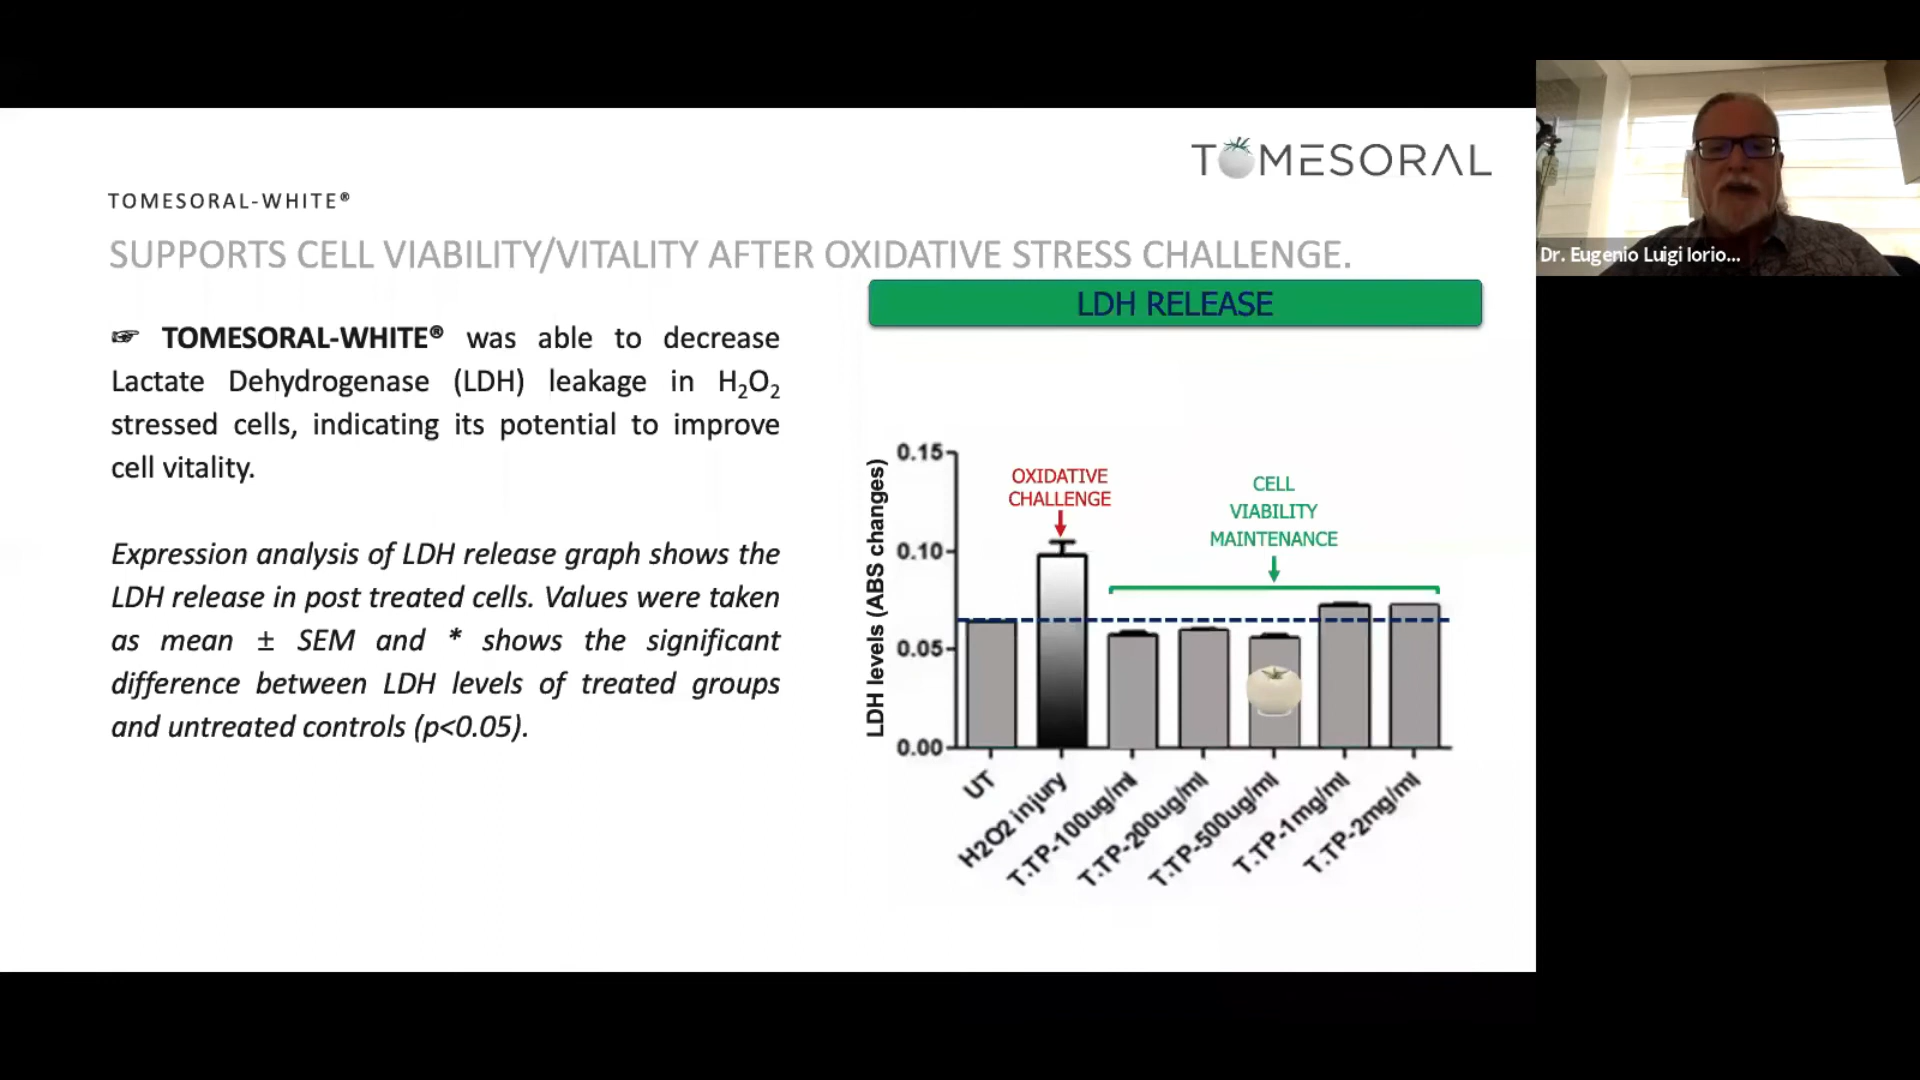 TOMESORAL
TOMESORAL-WHITE®
SUPPORTS CELL VIABILITY/VITALITY AFTER OXIDATIVE STRESS CHALLENGE.
☞ TOMESORAL-WHITE® was able to decrease
Lactate Dehydrogenase (LDH) leakage in H₂O₂
stressed cells, indicating its potential to improve
cell vitality.
Expression analysis of LDH release graph shows the
LDH release in post treated cells. Values were taken
as mean ± SEM and * shows the significant
difference between LDH levels of treated groups
and untreated controls (p<0.05).
LDH RELEASE
LDH levels (ABS changes)
0.15
0.10
0.05
0.00
OXIDATIVE
CHALLENGE
CELL
VIABILITY
MAINTENANCE
UT
H2O2 injury
T.TP-100ug/ml
T.TP-200ug/ml
T.TP-500ug/ml
T.TP-1mg/ml
T.TP-2mg/ml
Dr. Eugenio Luigi Iorio...